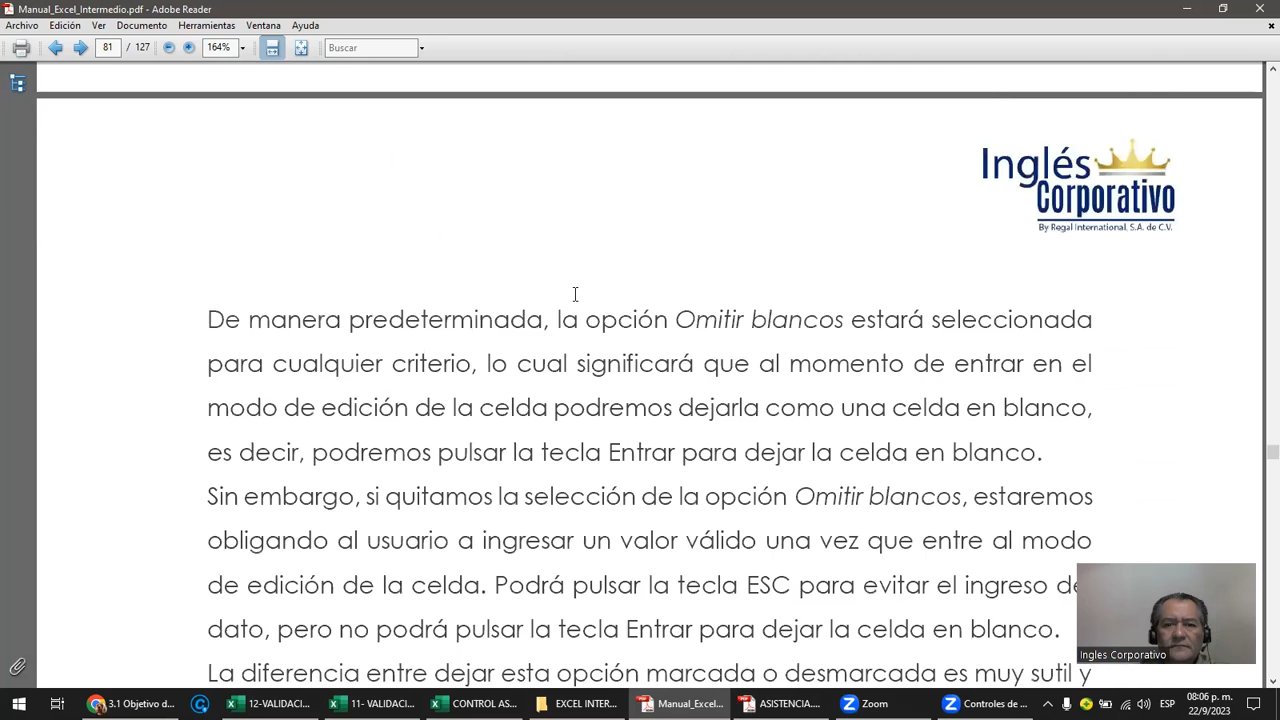 Manual_Excel_Intermedio.pdf - Adobe Reader
Archivo Edición Ver Documento Herramientas Ventana Ayuda
81 / 127 164% Buscar
Inglés
Corporativo
By Regal International, S.A. de C.V.
De manera predeterminada, la opción Omitir blancos estará seleccionada
para cualquier criterio, lo cual significará que al momento de entrar en el
modo de edición de la celda podremos dejarla como una celda en blanco,
es decir, podremos pulsar la tecla Entrar para dejar la celda en blanco.
Sin embargo, si quitamos la selección de la opción Omitir blancos, estaremos
obligando al usuario a ingresar un valor válido una vez que entre al modo
de edición de la celda. Podrá pulsar la tecla ESC para evitar el ingreso de
dato, pero no podrá pulsar la tecla Entrar para dejar la celda en blanco.
La diferencia entre dejar esta opción marcada o desmarcada es muy sutil y
Ingles Corporativo
3.1 Objetivo d... 12-VALIDACI... 11- VALIDACI... CONTROL AS... EXCEL INTER... Manual_Excel... ASISTENCIA.... Zoom Controles de ... ESP 08:06 p. m.
22/9/2023